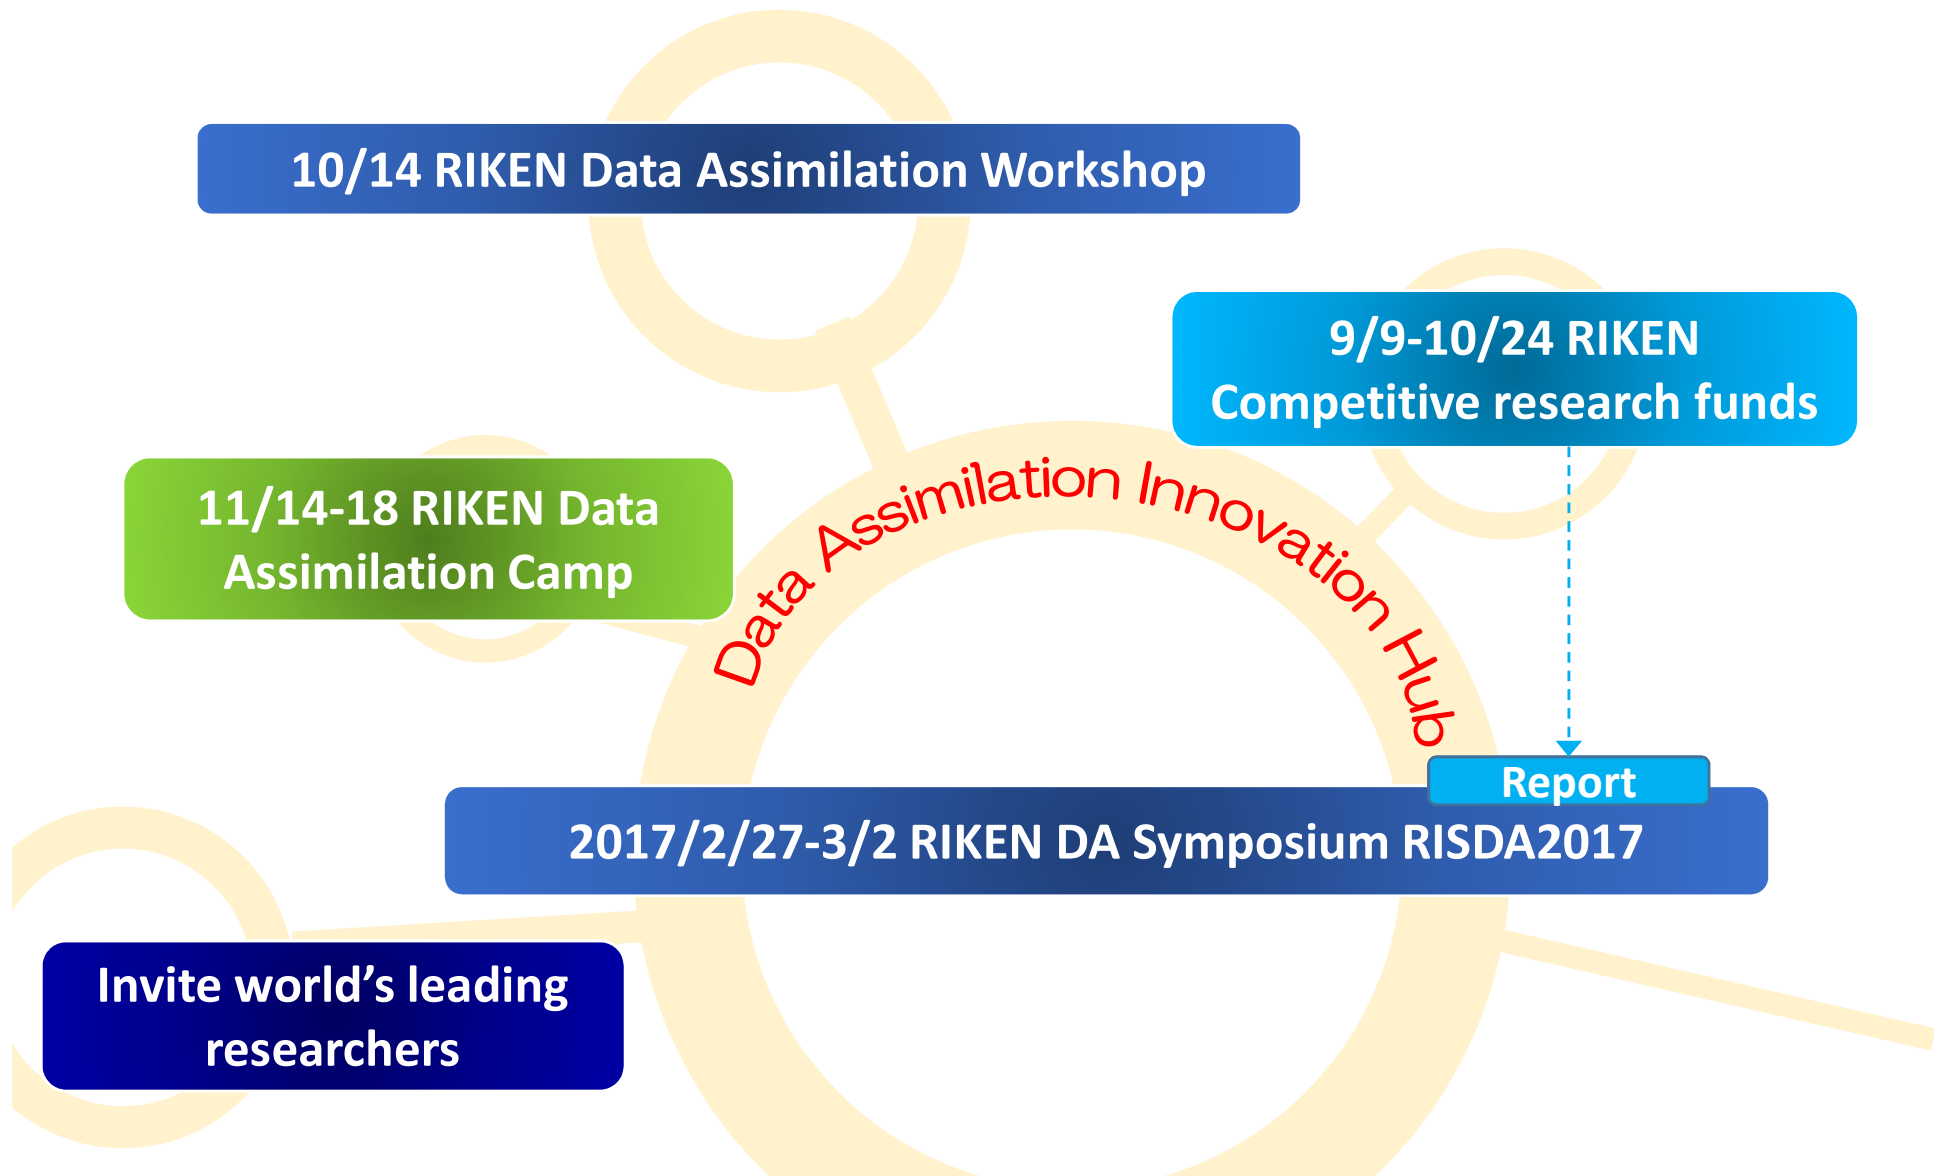 10/14 RIKEN Data Assimilation Workshop
9/9-10/24 RIKEN
Competitive research funds
11/14-18 RIKEN Data
Assimilation Camp
Data Assimilation Innovation Hub
Report
2017/2/27-3/2 RIKEN DA Symposium RISDA2017
Invite world’s leading
researchers